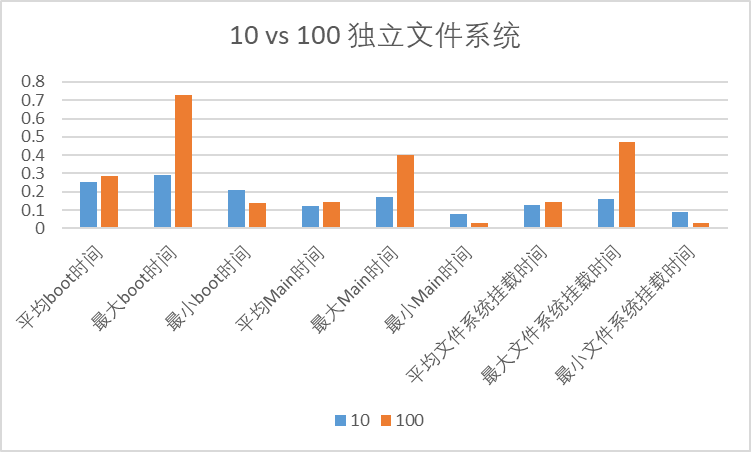 10 vs 100 独立文件系统
0.8
0.7
0.6
0.5
0.4
0.3
0.2
0.1
0
平均boot时间
最大boot时间
最小boot时间
平均Main时间
最大Main时间
最小Main时间
平均文件系统挂载时间
最大文件系统挂载时间
最小文件系统挂载时间
10
100